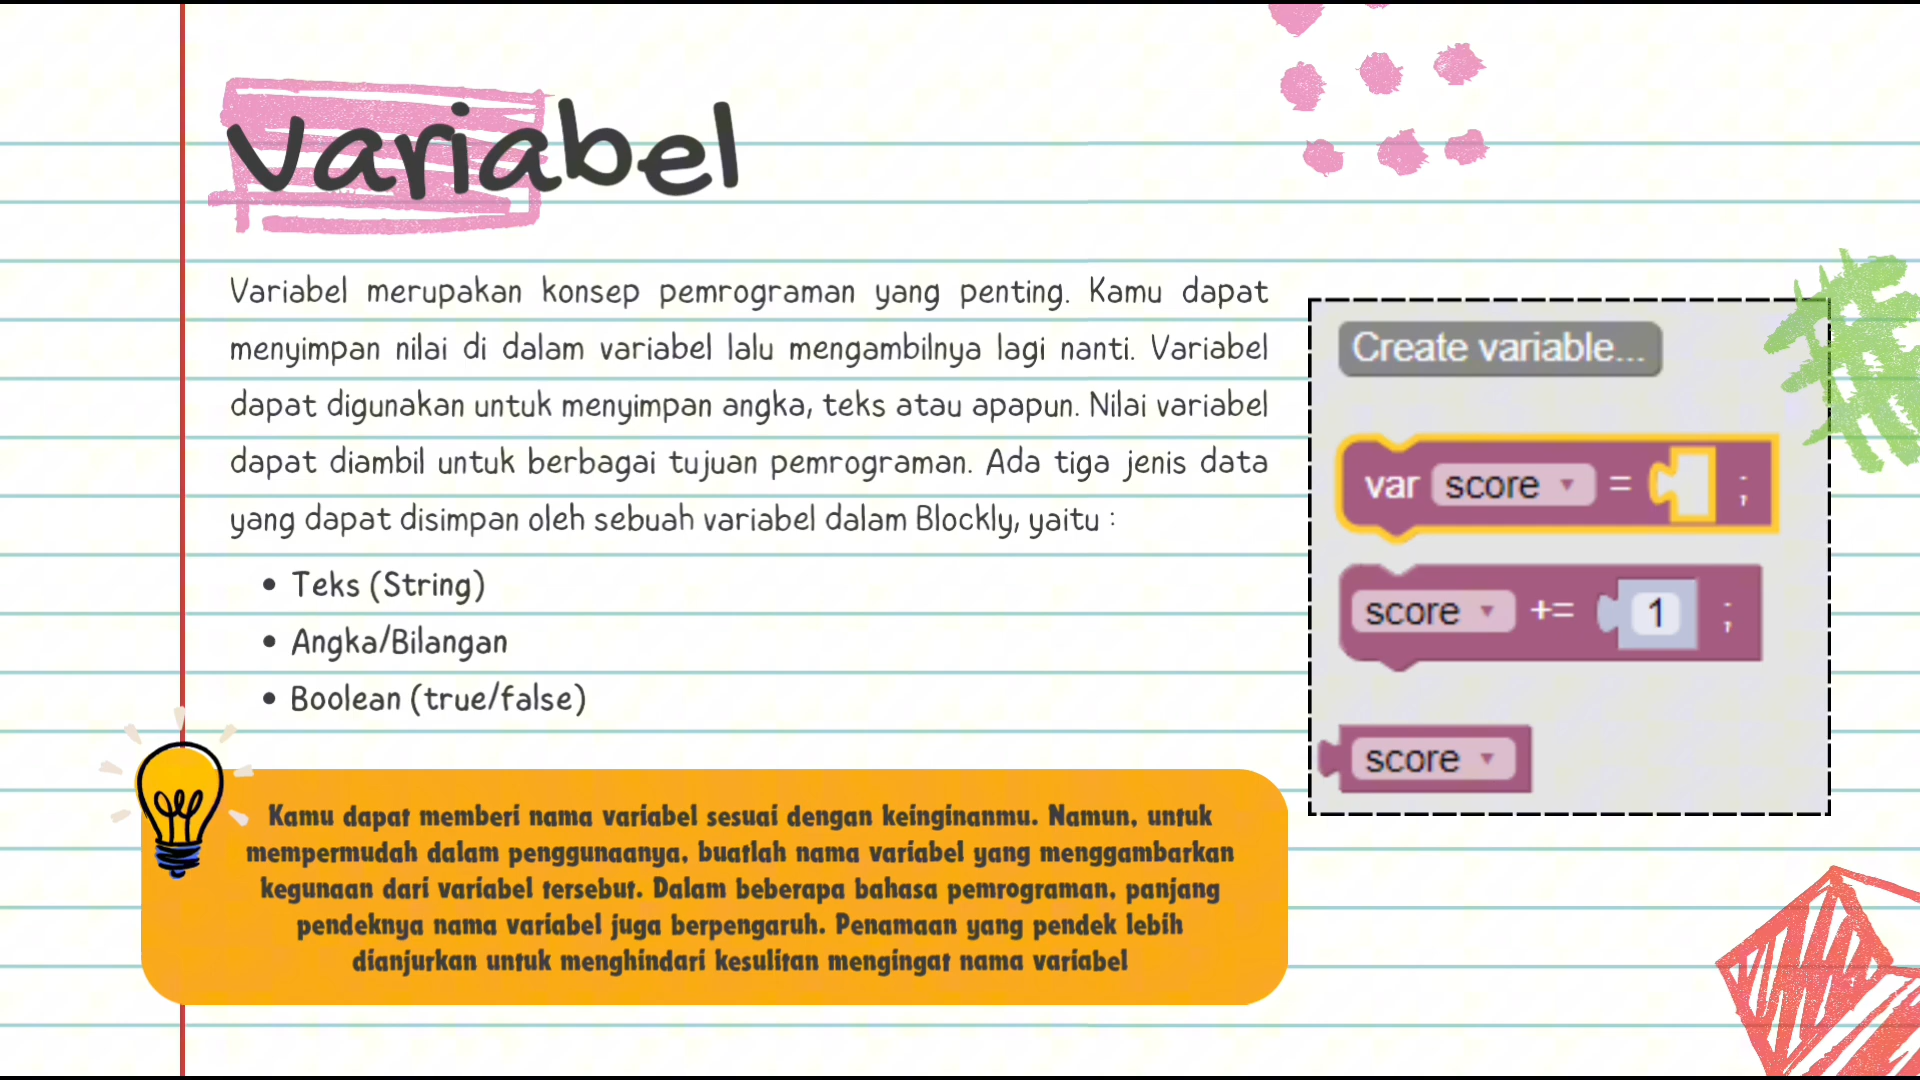 Variabel
Variabel merupakan konsep pemrograman yang penting. Kamu dapat
menyimpan nilai di dalam variabel lalu mengambilnya lagi nanti. Variabel
dapat digunakan untuk menyimpan angka, teks atau apapun. Nilai variabel
dapat diambil untuk berbagai tujuan pemrograman. Ada tiga jenis data
yang dapat disimpan oleh sebuah variabel dalam Blockly, yaitu :
• Teks (String)
• Angka/Bilangan
• Boolean (true/false)
Kamu dapat memberi nama variabel sesuai dengan keinginanmu. Namun, untuk
mempermudah dalam penggunaanya, buatlah nama variabel yang menggambarkan
kegunaan dari variabel tersebut. Dalam beberapa bahasa pemrograman, panjang
pendeknya nama variabel juga berpengaruh. Penamaan yang pendek lebih
dianjurkan untuk menghindari kesulitan mengingat nama variabel
Create variable...
var score = ;
score += 1 ;
score